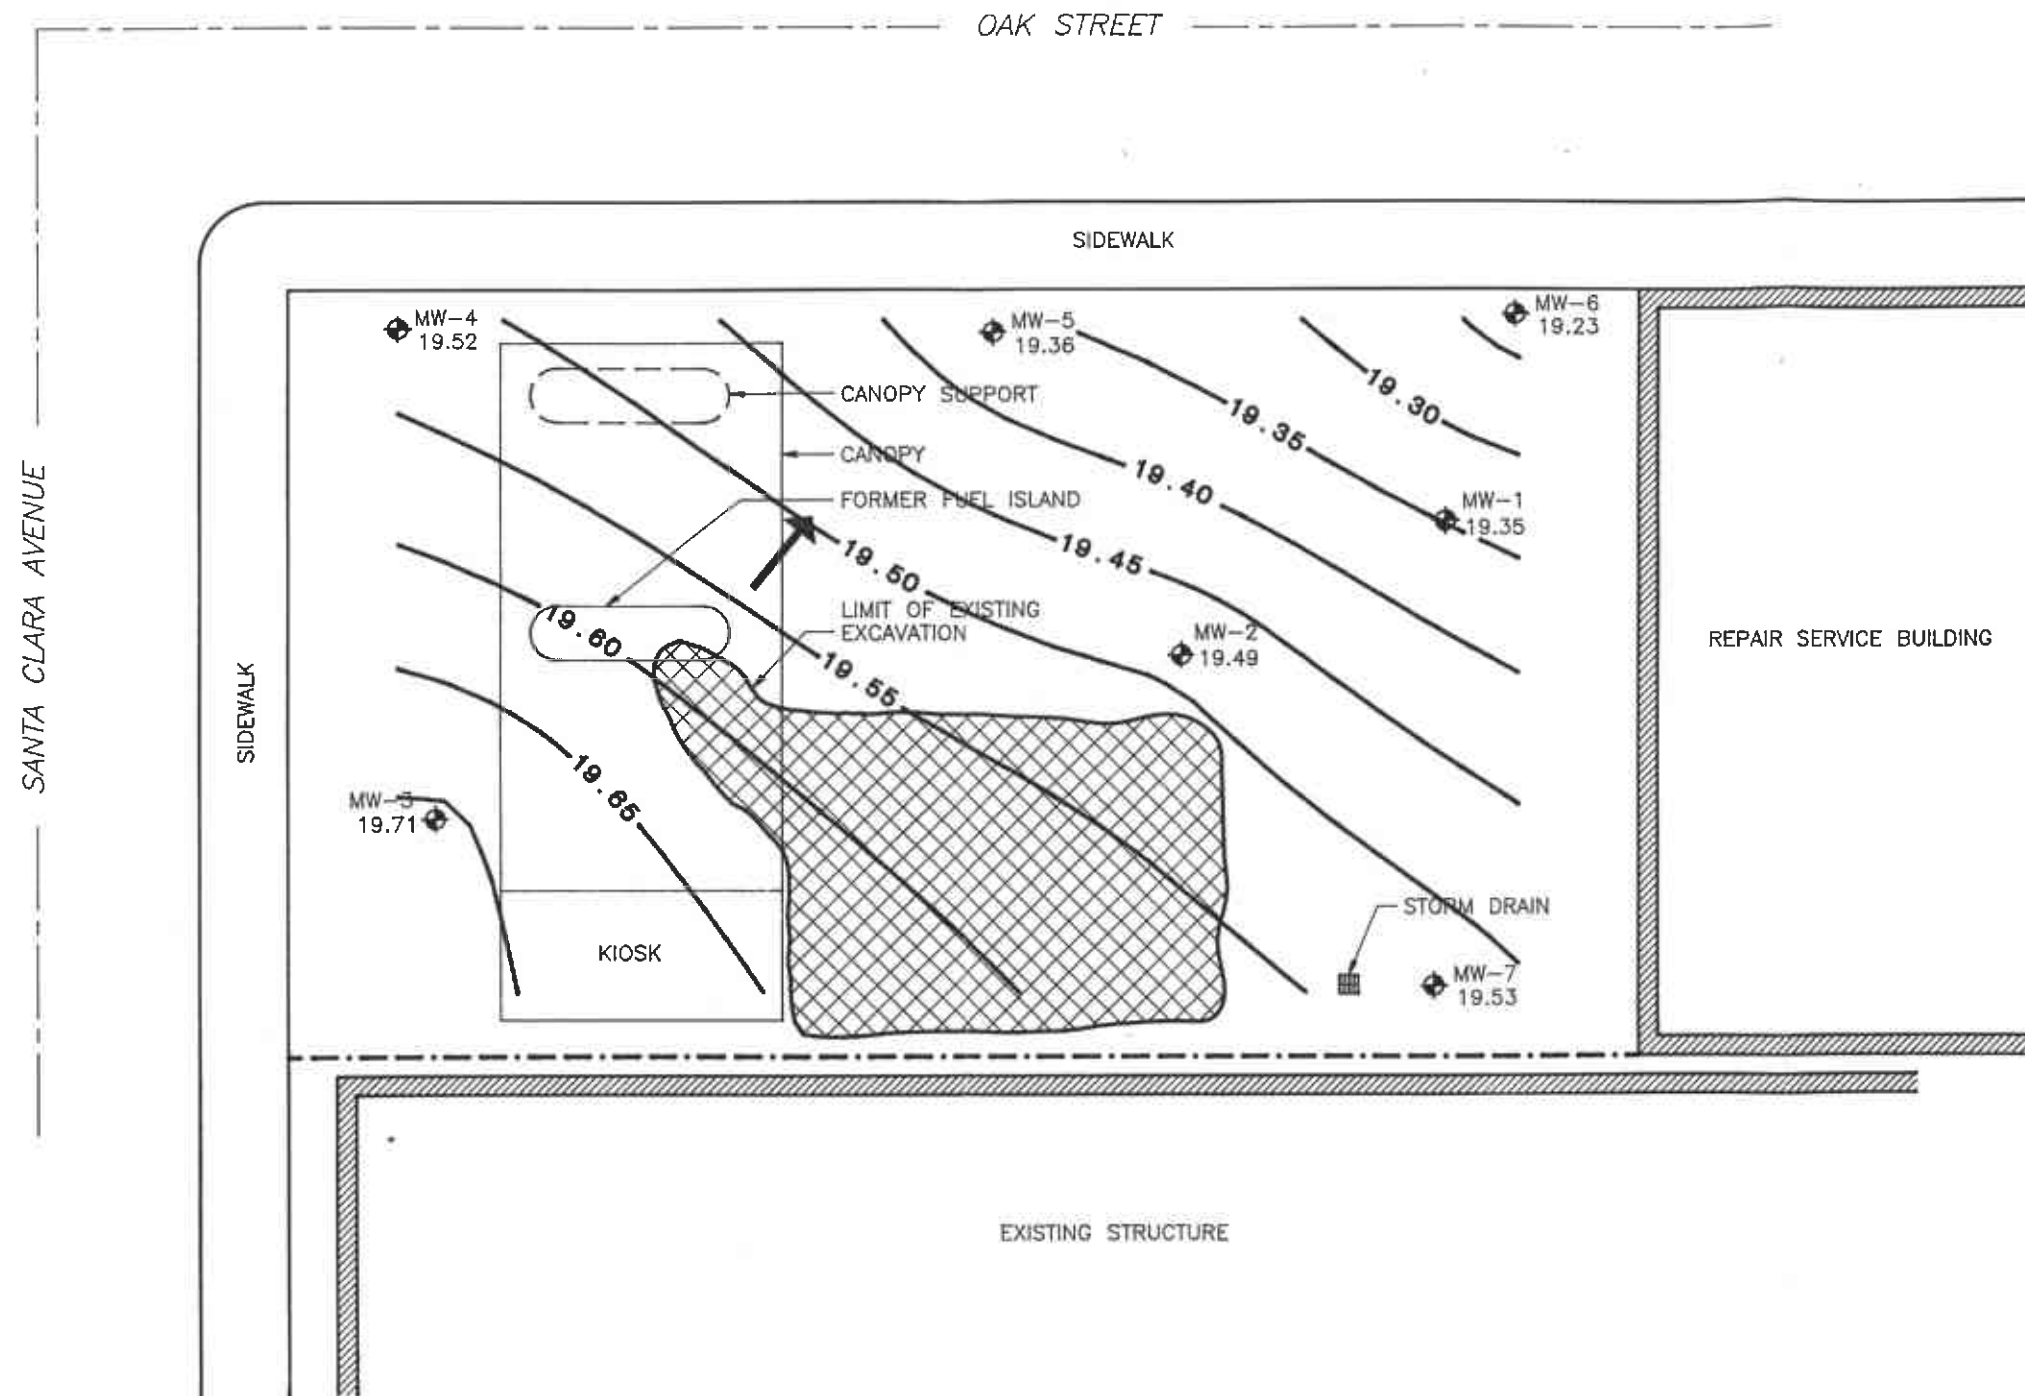 OAK STREET
SIDEWALK
MW-4
19.52
MW-5
19.36
MW-6
19.23
19.30
CANOPY SUPPORT
19.35
CANOPY
19.40
FORMER FUEL ISLAND
MW-1
19.35
19.45
19.50
SANTA CLARA AVENUE
LIMIT OF EXISTING
EXCAVATION
19.60
MW-2
19.49
REPAIR SERVICE BUILDING
19.55
SIDEWALK
19.65
MW-3
19.71
STORM DRAIN
KIOSK
MW-7
19.53
EXISTING STRUCTURE